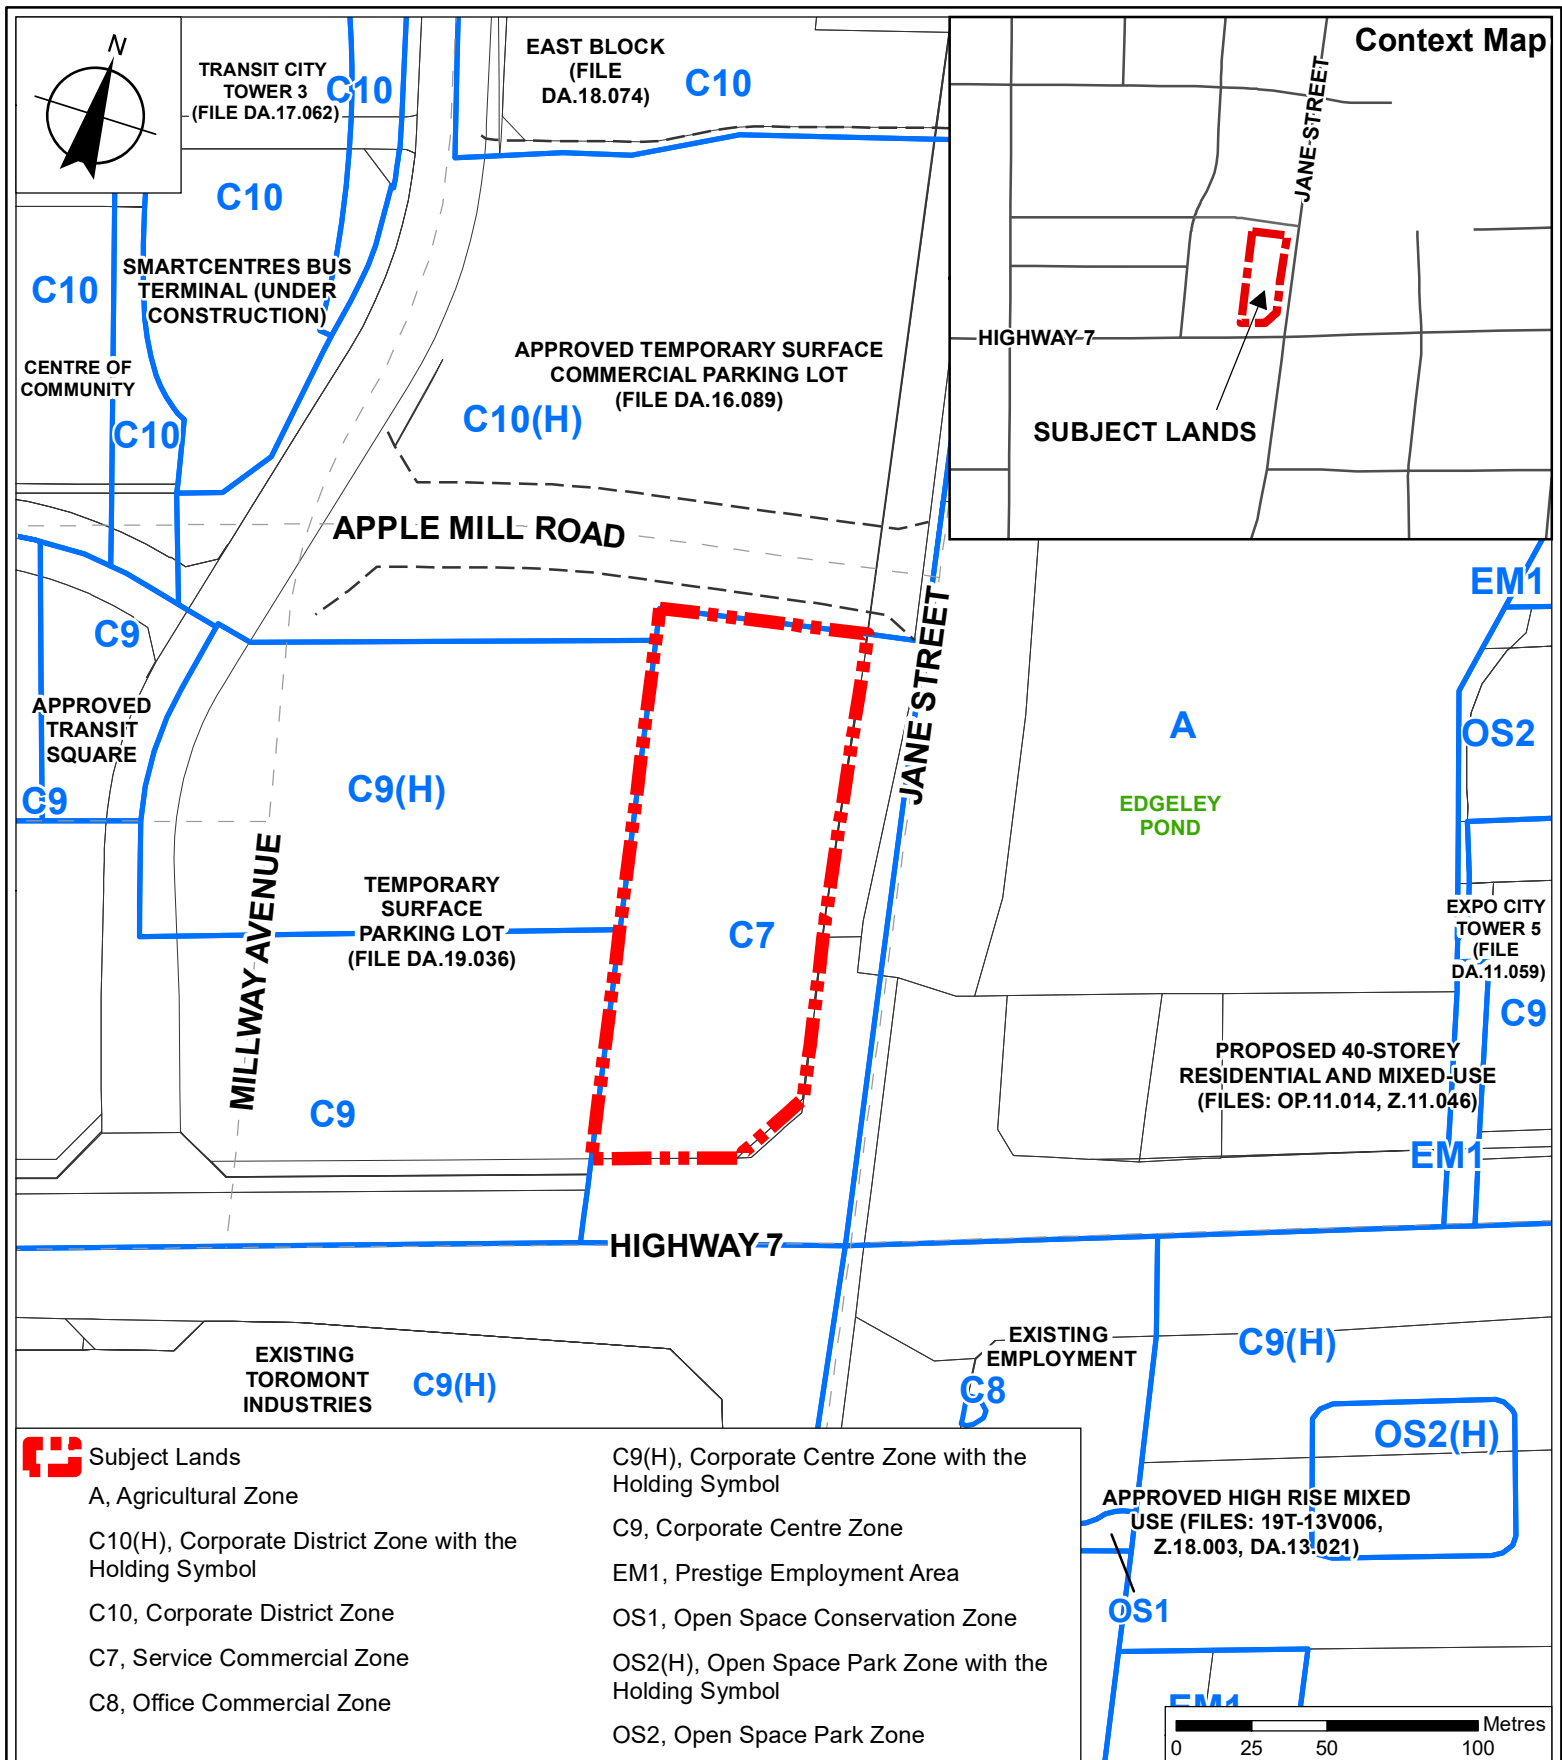 N
TRANSIT CITY
TOWER 3
(FILE DA.17.062)
C10
EAST BLOCK
(FILE
DA.18.074)
C10
Context Map
JANE STREET
HIGHWAY 7
SUBJECT LANDS
C10
SMARTCENTRES BUS
TERMINAL (UNDER
CONSTRUCTION)
C10
CENTRE OF
COMMUNITY
C10
APPROVED TEMPORARY SURFACE
COMMERCIAL PARKING LOT
(FILE DA.16.089)
C10(H)
APPLE MILL ROAD
EM1
C9
JANE STREET
APPROVED
TRANSIT
SQUARE
A
OS2
C9
C9(H)
EDGELEY
POND
MILLWAY AVENUE
TEMPORARY
SURFACE
PARKING LOT
(FILE DA.19.036)
C7
EXPO CITY
TOWER 5
(FILE
DA.11.059)
C9
PROPOSED 40-STOREY
RESIDENTIAL AND MIXED-USE
(FILES: OP.11.014, Z.11.046)
C9
EM1
HIGHWAY 7
EXISTING
TOROMONT
INDUSTRIES
C9(H)
EXISTING
EMPLOYMENT
C8
C9(H)
OS2(H)
APPROVED HIGH RISE MIXED
USE (FILES: 19T-13V006,
Z.18.003, DA.13.021)
OS1
EM1
Subject Lands
A, Agricultural Zone
C10(H), Corporate District Zone with the
Holding Symbol
C10, Corporate District Zone
C7, Service Commercial Zone
C8, Office Commercial Zone
C9(H), Corporate Centre Zone with the
Holding Symbol
C9, Corporate Centre Zone
EM1, Prestige Employment Area
OS1, Open Space Conservation Zone
OS2(H), Open Space Park Zone with the
Holding Symbol
OS2, Open Space Park Zone
Metres
0 25 50 100